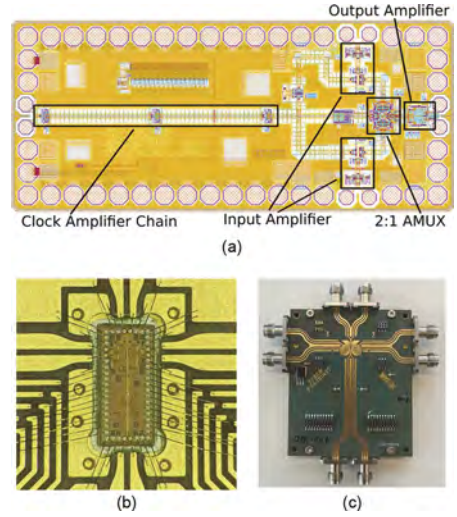 Output Amplifier
Clock Amplifier Chain
Input Amplifier
2:1 AMUX
(a)
(b)
(c)